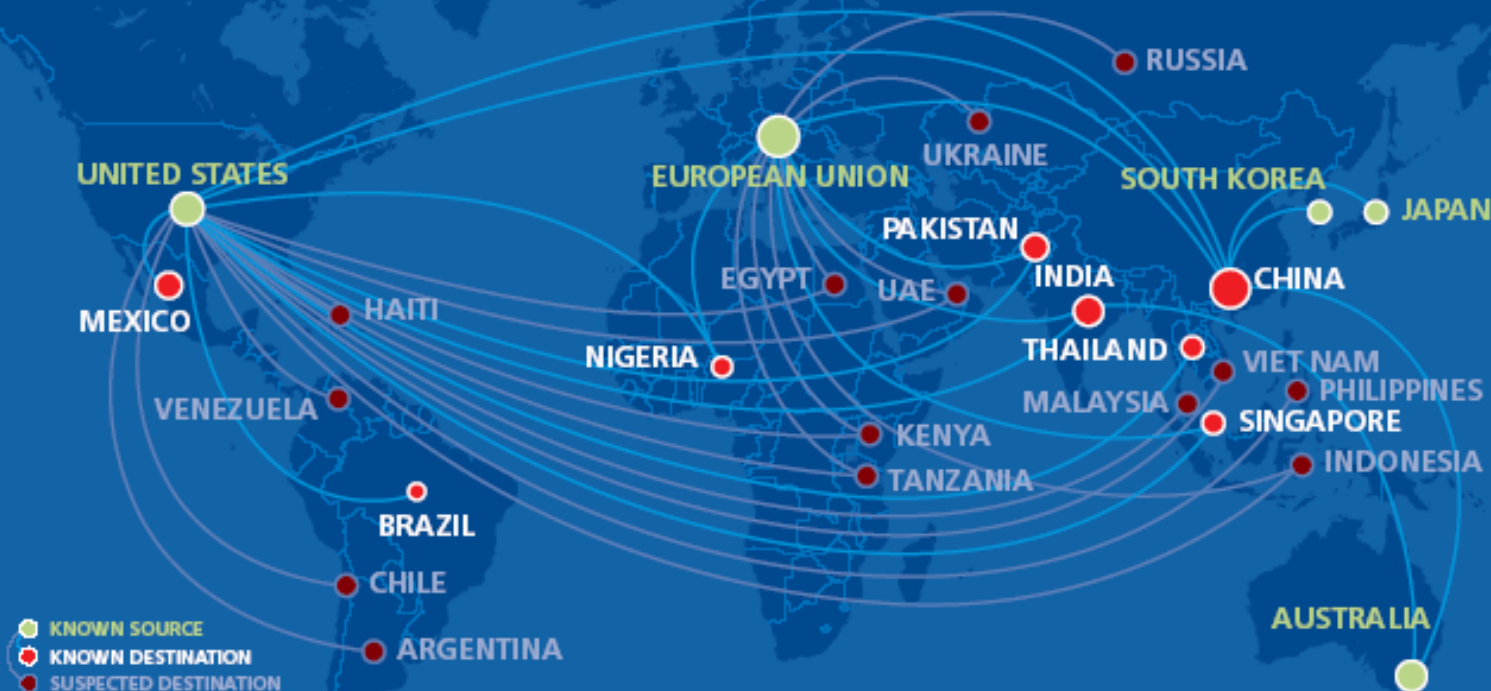 RUSSIA
UKRAINE
UNITED STATES
EUROPEAN UNION
SOUTH KOREA
JAPAN
PAKISTAN
EGYPT
UAE
INDIA
CHINA
HAITI
MEXICO
NIGERIA
THAILAND
VIET NAM
PHILIPPINES
VENEZUELA
MALAYSIA
SINGAPORE
KENYA
INDONESIA
TANZANIA
BRAZIL
CHILE
AUSTRALIA
ARGENTINA
KNOWN SOURCE
KNOWN DESTINATION
SUSPECTED DESTINATION